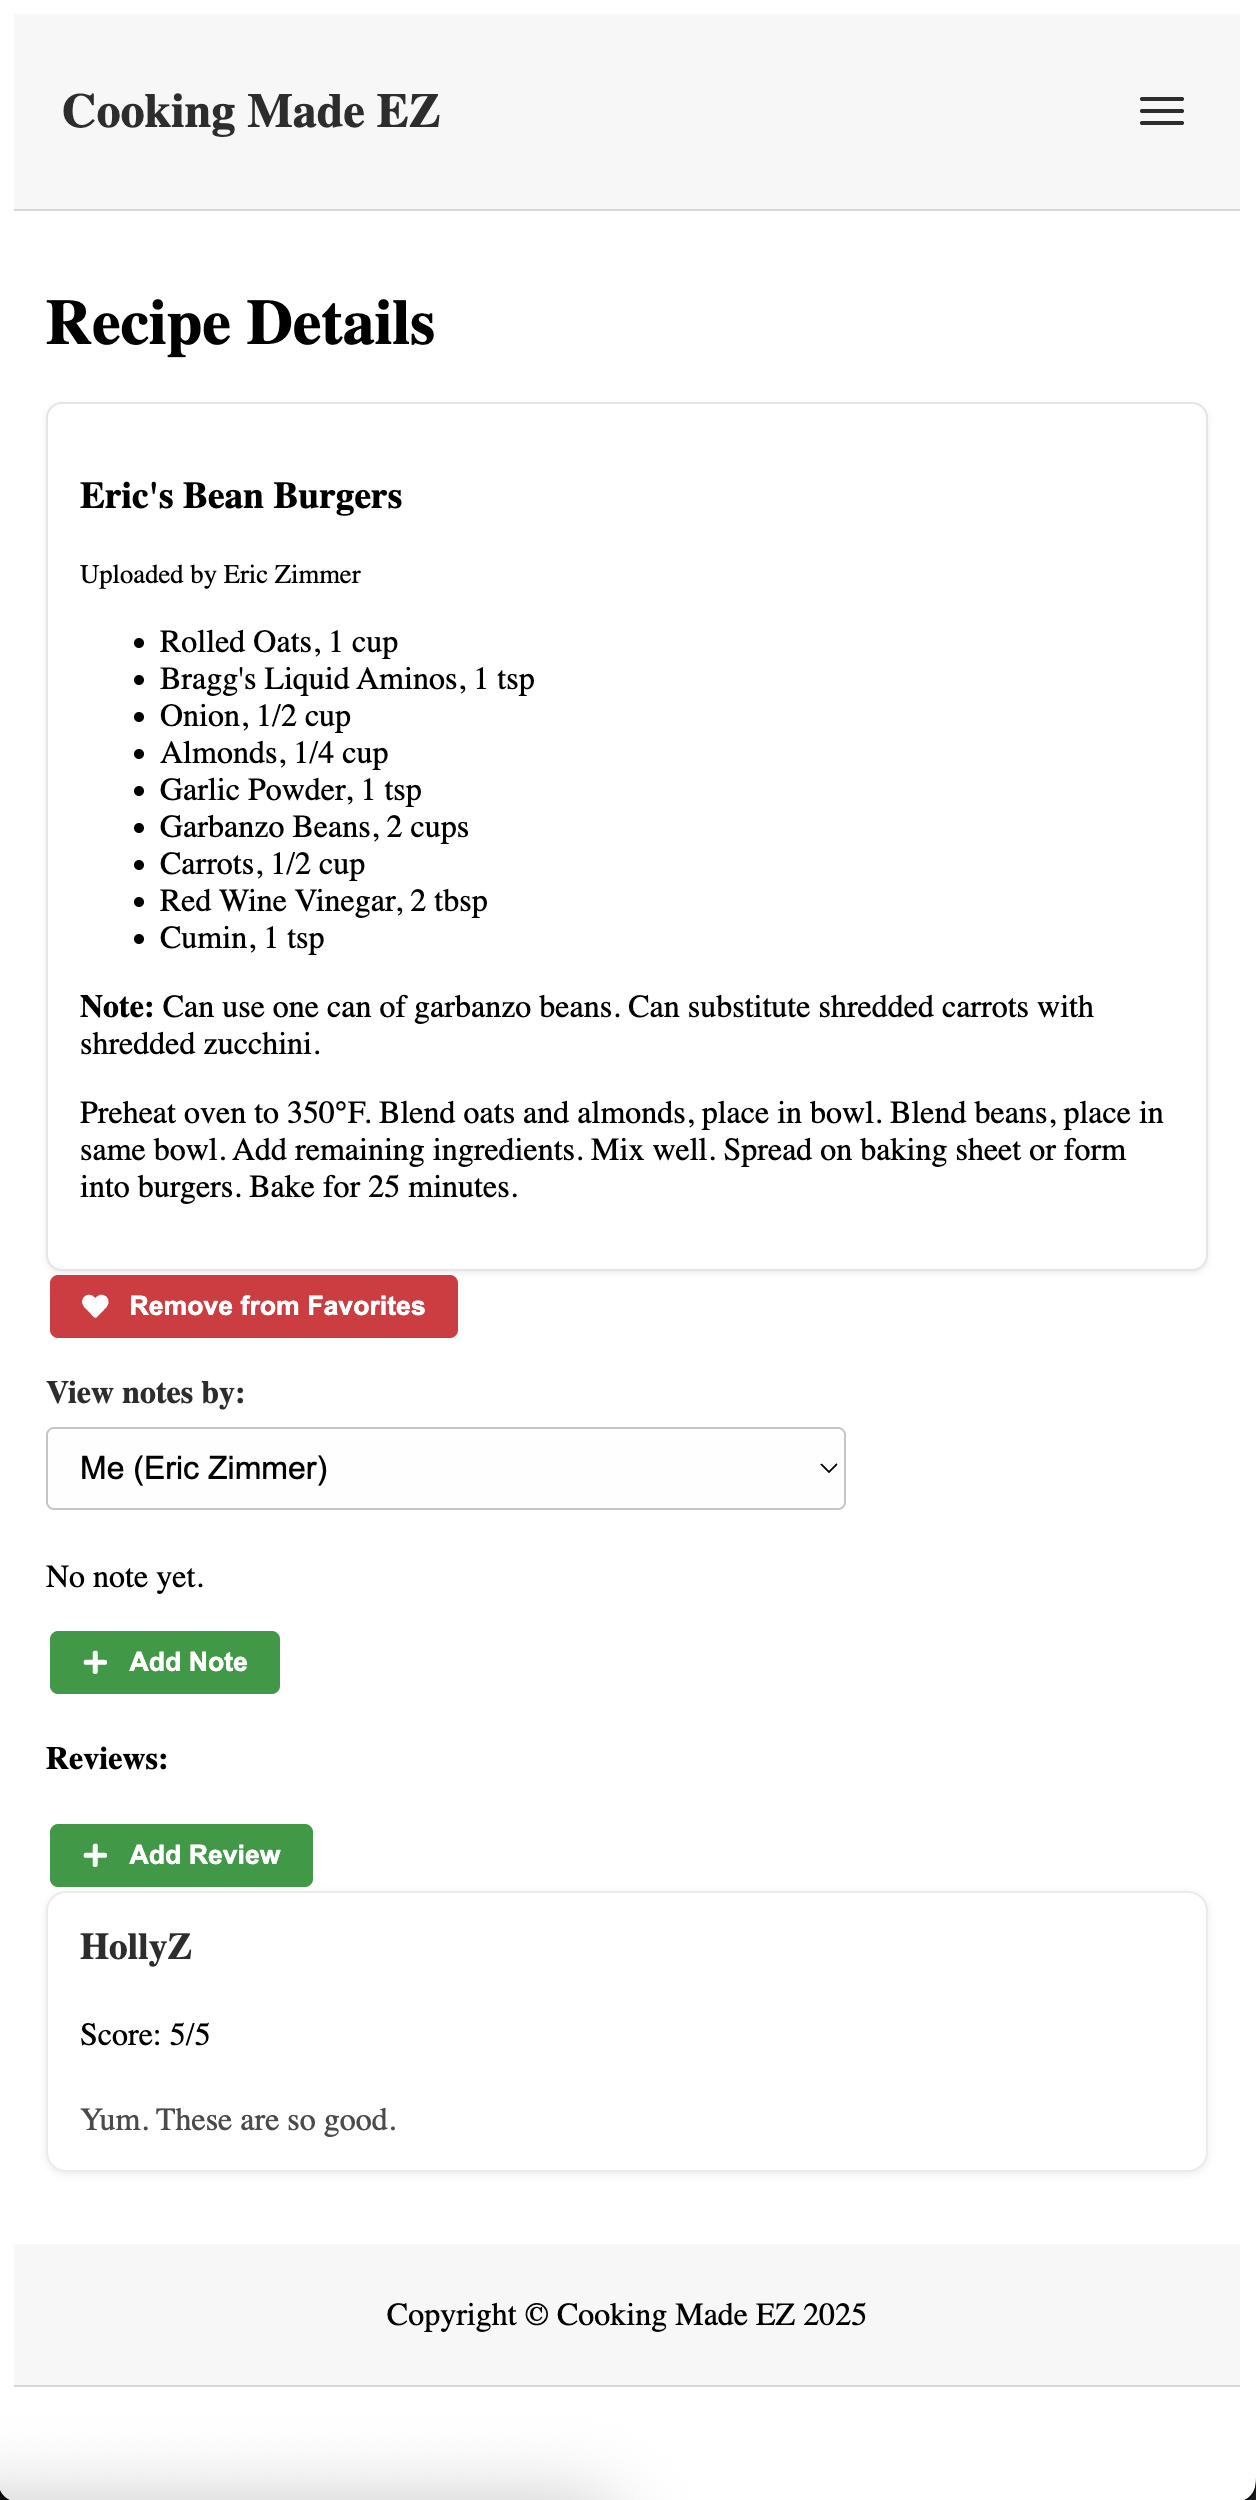 Cooking Made EZ
Recipe Details
Eric's Bean Burgers
Uploaded by Eric Zimmer
• Rolled Oats, 1 cup
• Bragg's Liquid Aminos, 1 tsp
• Onion, 1/2 cup
• Almonds, 1/4 cup
• Garlic Powder, 1 tsp
• Garbanzo Beans, 2 cups
• Carrots, 1/2 cup
• Red Wine Vinegar, 2 tbsp
• Cumin, 1 tsp
Note: Can use one can of garbanzo beans. Can substitute shredded carrots with
shredded zucchini.
Preheat oven to 350°F. Blend oats and almonds, place in bowl. Blend beans, place in
same bowl. Add remaining ingredients. Mix well. Spread on baking sheet or form
into burgers. Bake for 25 minutes.
Remove from Favorites
View notes by:
Me (Eric Zimmer)
No note yet.
Add Note
Reviews:
Add Review
HollyZ
Score: 5/5
Yum. These are so good.
Copyright © Cooking Made EZ 2025